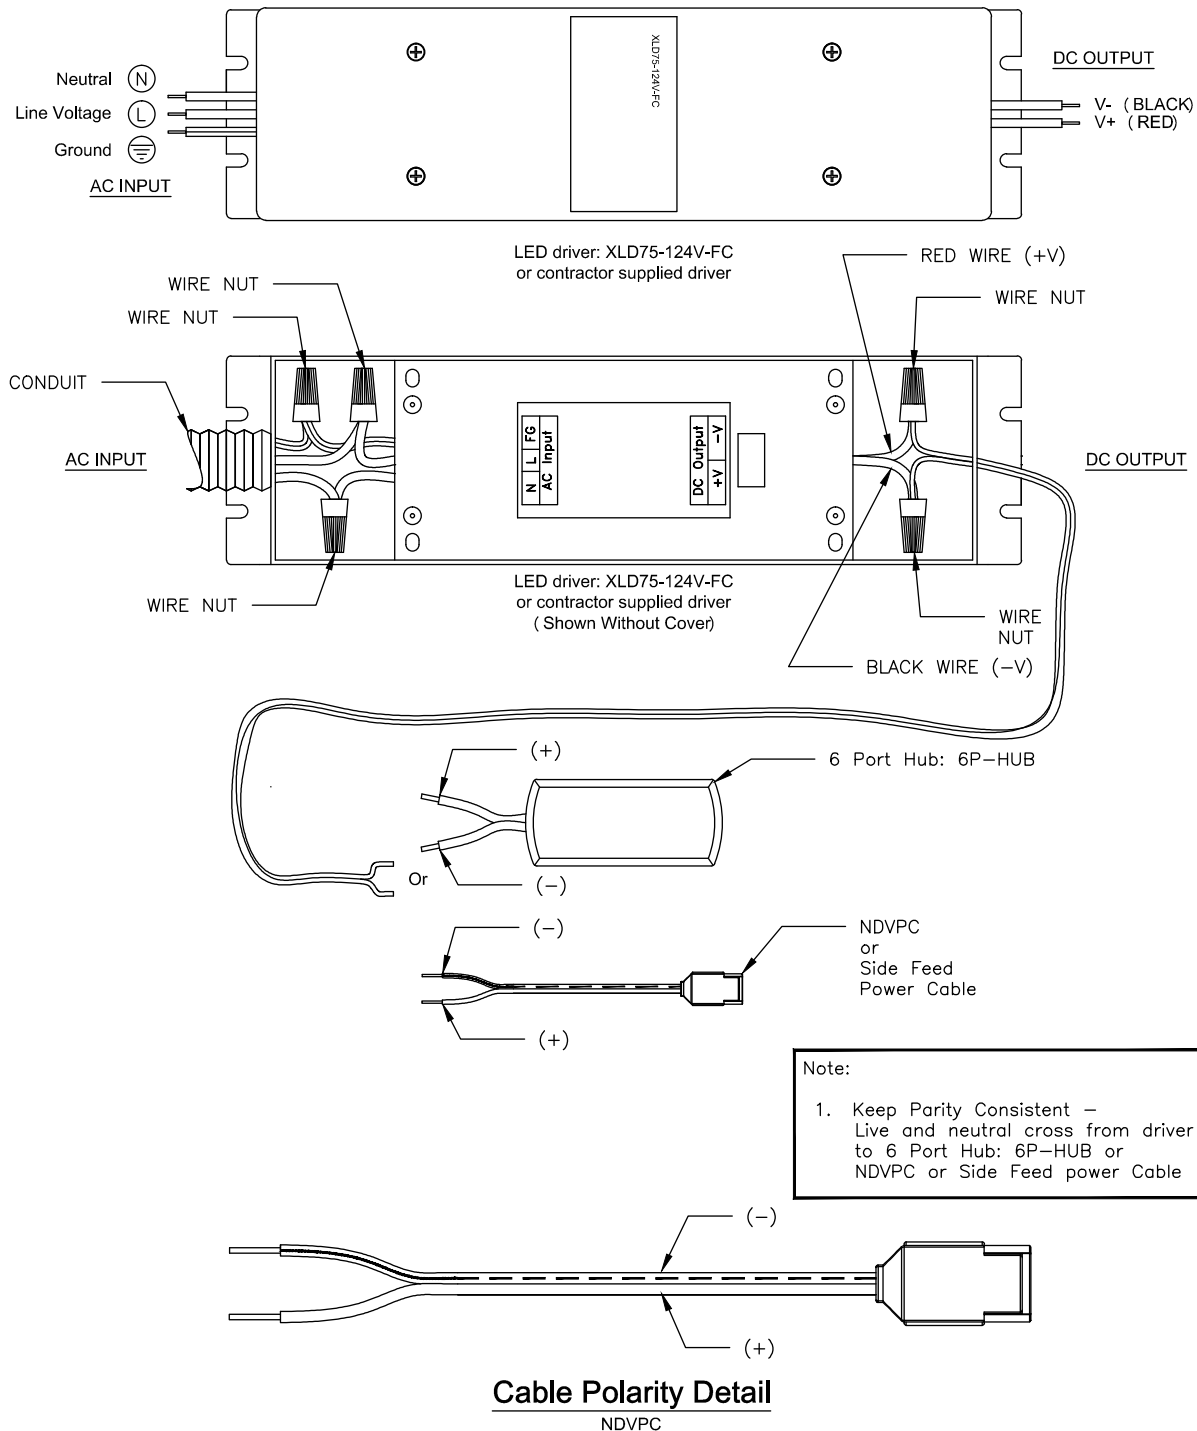 XLD75-124V-FC
DC OUTPUT
Neutral N
Line Voltage L
Ground
AC INPUT
V- (BLACK)
V+ (RED)
LED driver: XLD75-124V-FC
or contractor supplied driver
RED WIRE (+V)
WIRE NUT
WIRE NUT
WIRE NUT
CONDUIT
AC INPUT
N L FG
AC Input
DC Output
+V -V
DC OUTPUT
LED driver: XLD75-124V-FC
or contractor supplied driver
(Shown Without Cover)
WIRE NUT
WIRE
NUT
BLACK WIRE (-V)
(+)
6 Port Hub: 6P-HUB
Or
(-)
(-)
NDVPC
or
Side Feed
Power Cable
(+)
Note:
1. Keep Parity Consistent -
Live and neutral cross from driver
to 6 Port Hub: 6P-HUB or
NDVPC or Side Feed power Cable
(-)
(+)
Cable Polarity Detail
NDVPC